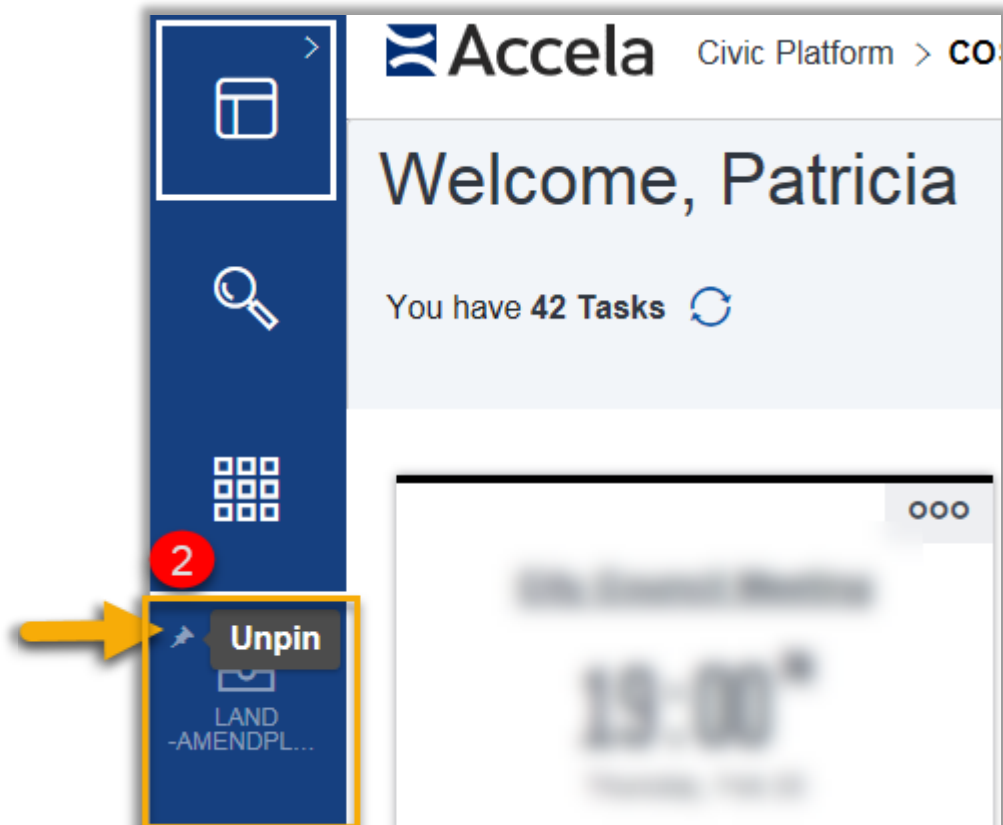 Accela Civic Platform > CO
Welcome, Patricia
You have 42 Tasks
2
Unpin
LAND
-AMENDPL...